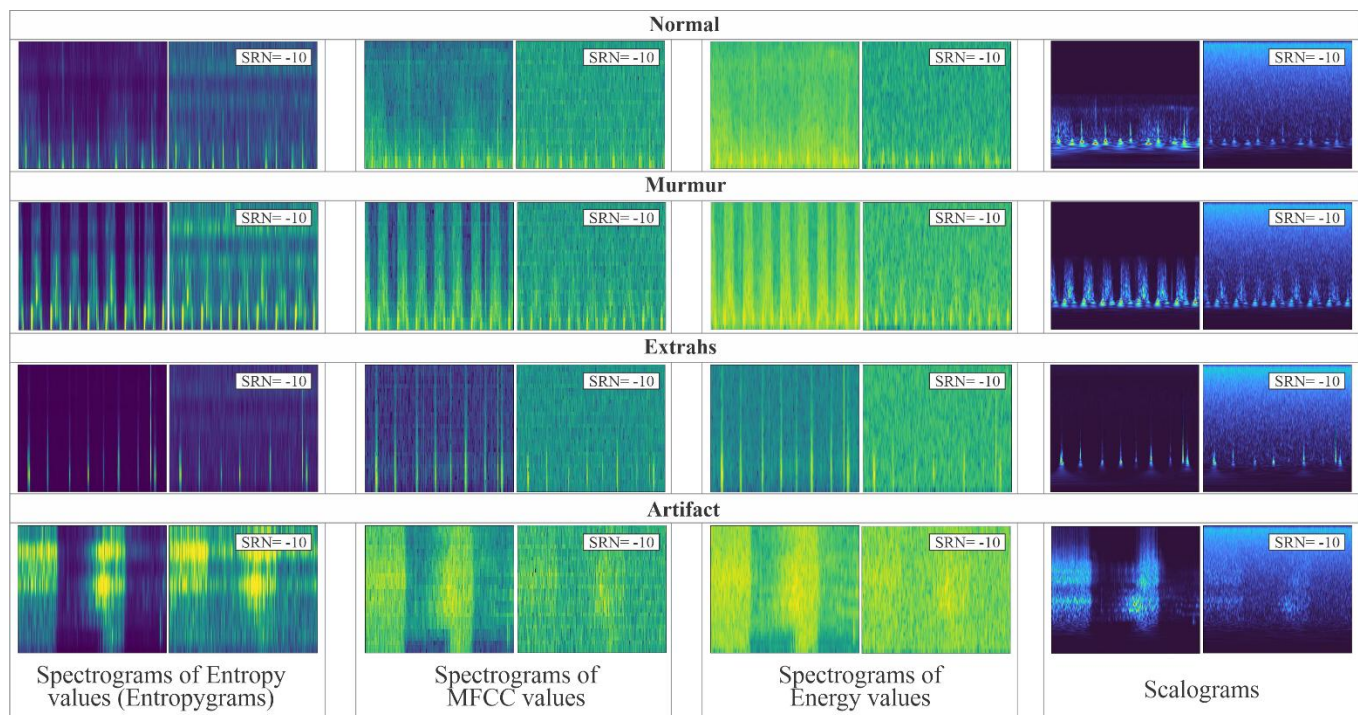 Normal
SRN= -10
SRN= -10
SRN= -10
SRN= -10
Murmur
SRN= -10
SRN= -10
SRN= -10
SRN= -10
Extrahs
SRN= -10
SRN= -10
SRN= -10
SRN= -10
Artifact
SRN= -10
SRN= -10
SRN= -10
SRN= -10
Spectrograms of Entropy
values (Entropygrams)
Spectrograms of
MFCC values
Spectrograms of
Energy values
Scalograms